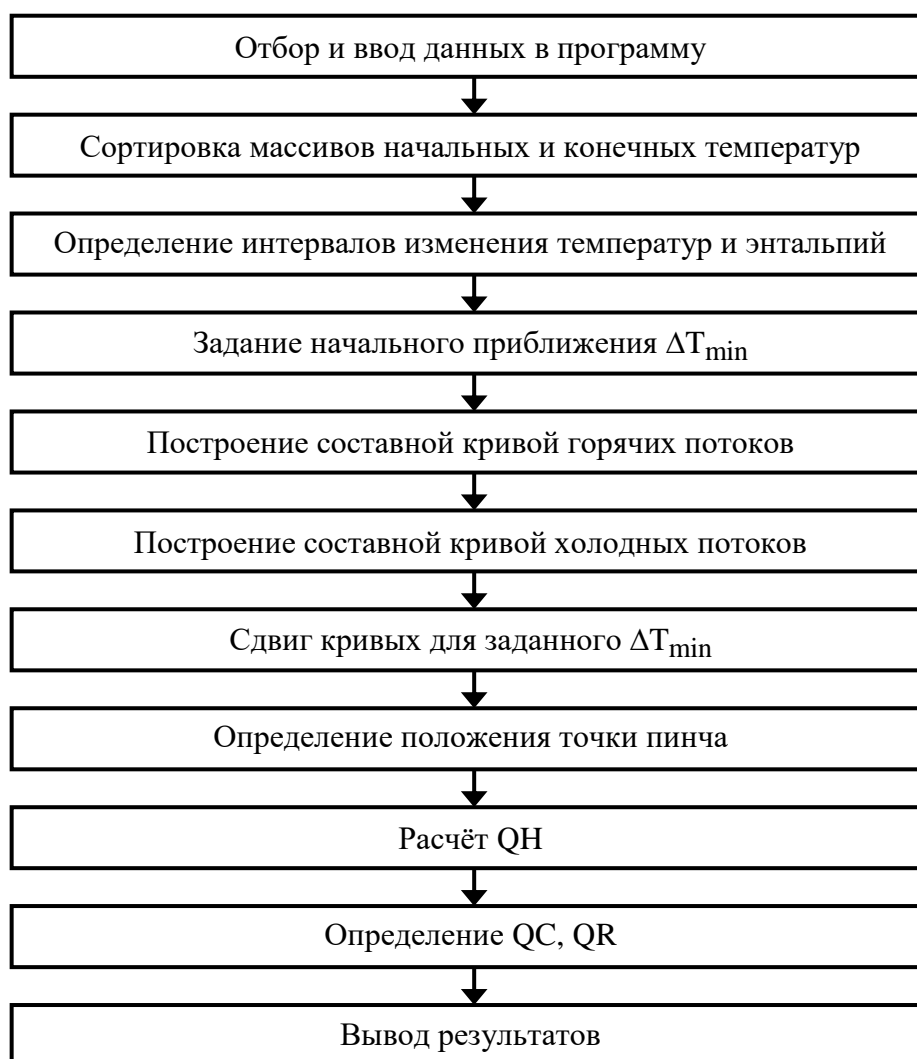 Отбор и ввод данных в программу
Сортировка массивов начальных и конечных температур
Определение интервалов изменения температур и энтальпий
Задание начального приближения ΔTmin
Построение составной кривой горячих потоков
Построение составной кривой холодных потоков
Сдвиг кривых для заданного ΔTmin
Определение положения точки пинча
Расчёт QH
Определение QC, QR
Вывод результатов